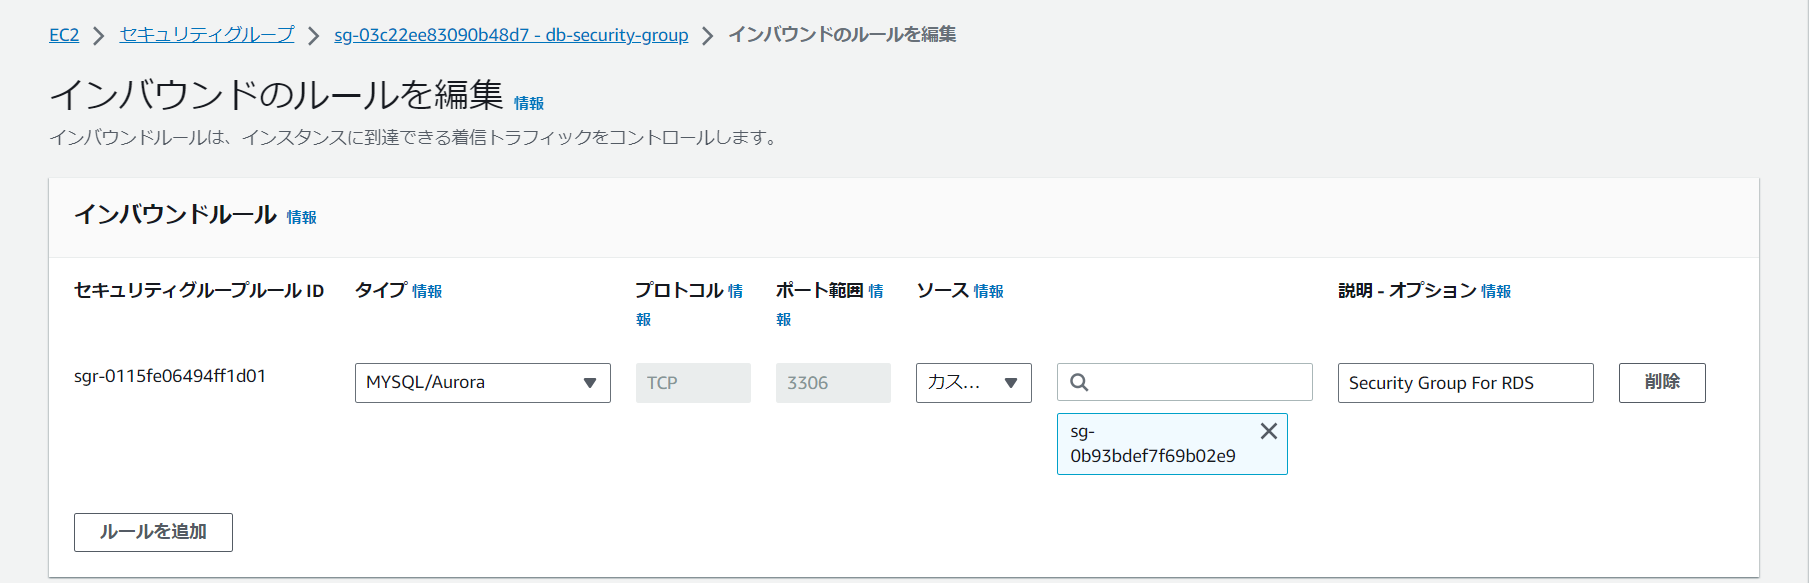 EC2 > セキュリティグループ > sg-03c22ee83090b48d7 - db-security-group > インバウンドのルールを編集
インバウンドのルールを編集 情報
インバウンドルールは、インスタンスに到達できる着信トラフィックをコントロールします。
インバウンドルール 情報
セキュリティグループルール ID タイプ 情報 プロトコル 情報 ポート範囲 情報 ソース 情報 説明 - オプション 情報
sgr-0115fe06494ff1d01 MYSQL/Aurora TCP 3306 カス... Security Group For RDS 削除
sg-
0b93bdef7f69b02e9
ルールを追加